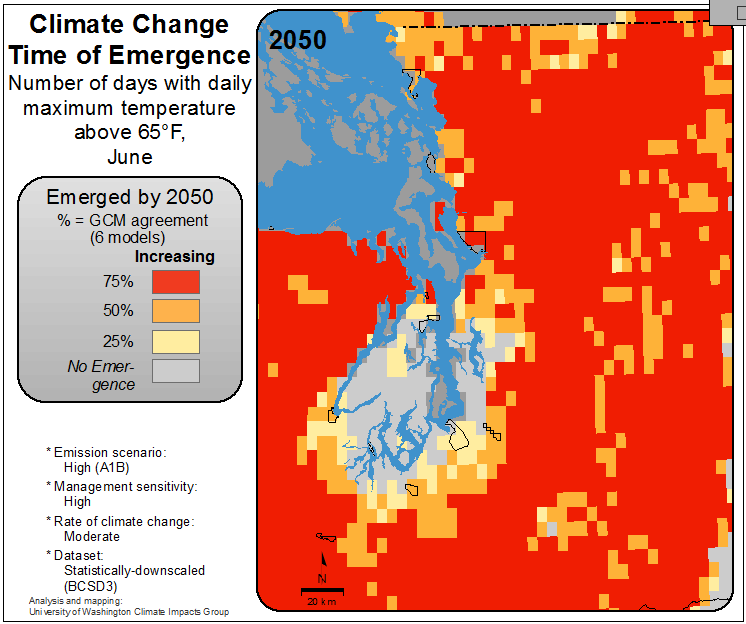 Climate Change
Time of Emergence
Number of days with daily
maximum temperature
above 65°F,
June
2050
Emerged by 2050
% = GCM agreement
(6 models)
Increasing
75%
50%
25%
No Emer-
gence
* Emission scenario:
High (A1B)
* Management sensitivity:
High
* Rate of climate change:
Moderate
* Dataset:
Statistically-downscaled
(BCSD3)
Analysis and mapping:
University of Washington Climate Impacts Group
N
20 km